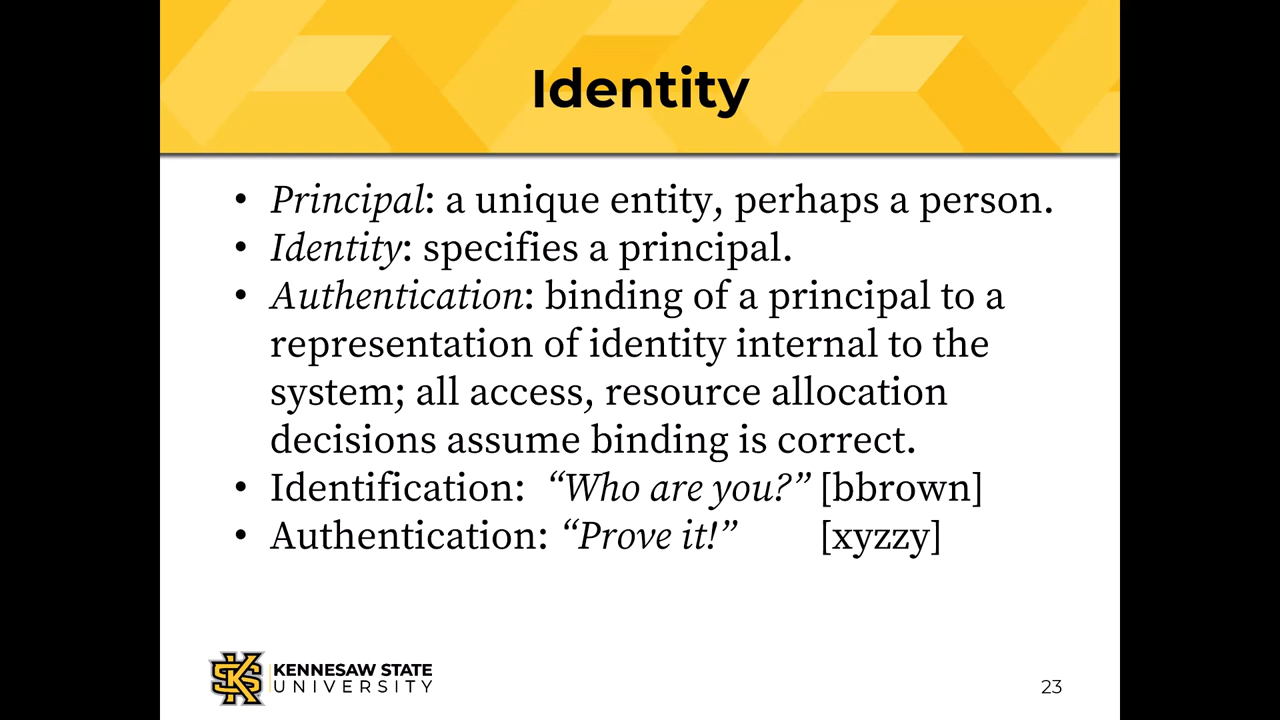 Identity
• Principal: a unique entity, perhaps a person.
• Identity: specifies a principal.
• Authentication: binding of a principal to a
representation of identity internal to the
system; all access, resource allocation
decisions assume binding is correct.
• Identification: “Who are you?” [bbrown]
• Authentication: “Prove it!” [xyzzy]
KENNESAW STATE
UNIVERSITY
23